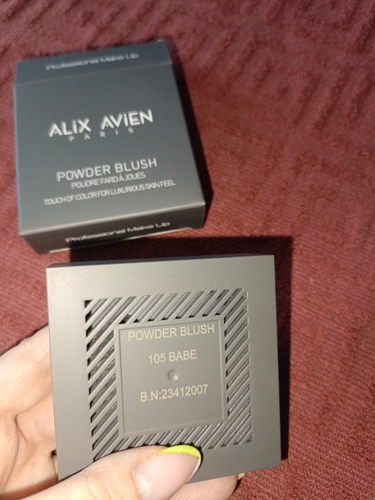 Professional Make Up
ALIX AVIEN
PARIS
POWDER BLUSH
POUDRE FARD À JOUES
TOUCH OF COLOR FOR LUXURIOUS SKIN FEEL
Professional Make Up
POWDER BLUSH
105 BABE
B.N:23412007